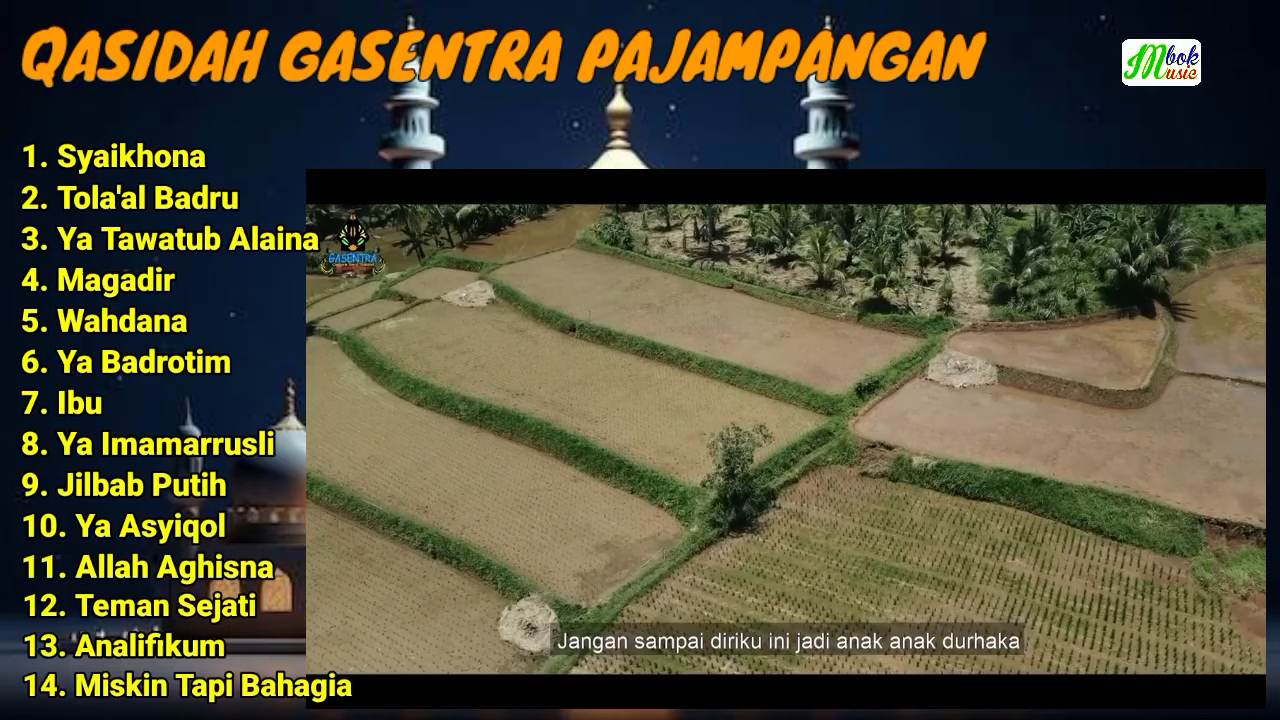 QASIDAH GASENTRA PAJAMPANGAN
Mbok
Music
1. Syaikhona
2. Tola'al Badru
3. Ya Tawatub Alaina
4. Magadir
5. Wahdana
6. Ya Badrotim
7. Ibu
8. Ya Imamarrusli
9. Jilbab Putih
10. Ya Asyiqol
11. Allah Aghisna
12. Teman Sejati
13. Analifikum
14. Miskin Tapi Bahagia
GASENTRA
Jangan sampai diriku ini jadi anak anak durhaka